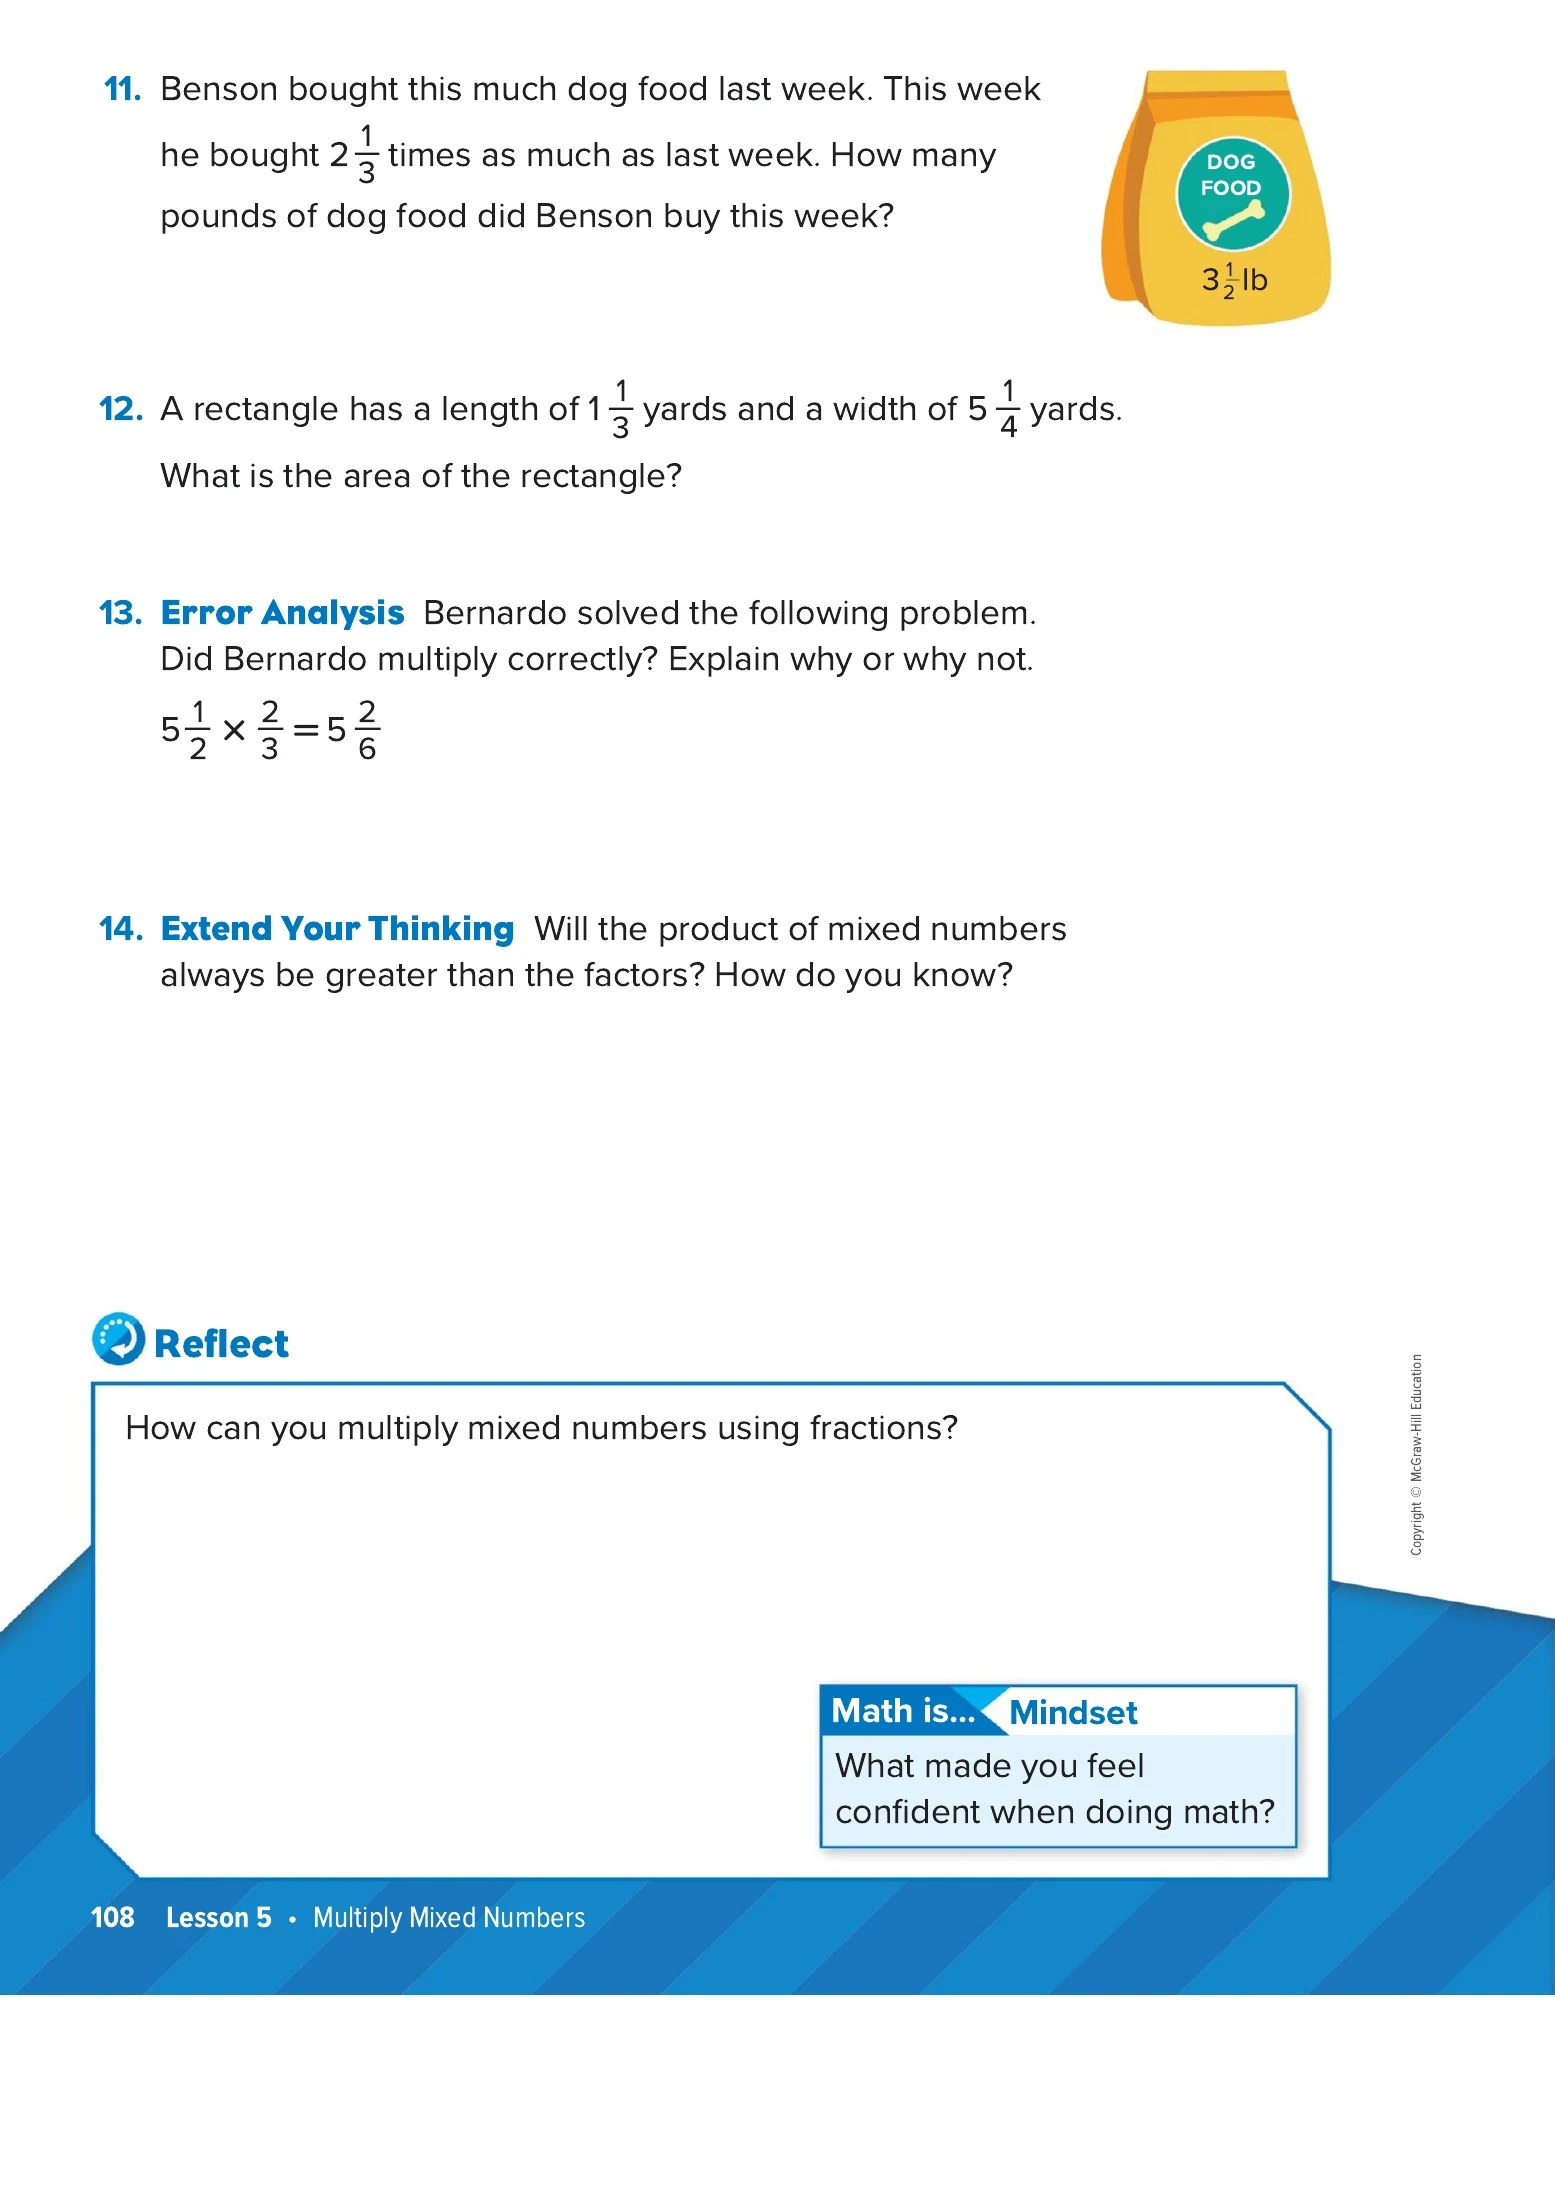 11. Benson bought this much dog food last week. This week
he bought 2 1/3 times as much as last week. How many
pounds of dog food did Benson buy this week?
DOG
FOOD
3 1/2 lb
12. A rectangle has a length of 1 1/3 yards and a width of 5 1/4 yards.
What is the area of the rectangle?
13. Error Analysis Bernardo solved the following problem.
Did Bernardo multiply correctly? Explain why or why not.
5 1/2 × 2/3 = 5 2/6
14. Extend Your Thinking Will the product of mixed numbers
always be greater than the factors? How do you know?
Reflect
How can you multiply mixed numbers using fractions?
Math is... Mindset
What made you feel
confident when doing math?
Copyright © McGraw-Hill Education
108 Lesson 5 • Multiply Mixed Numbers